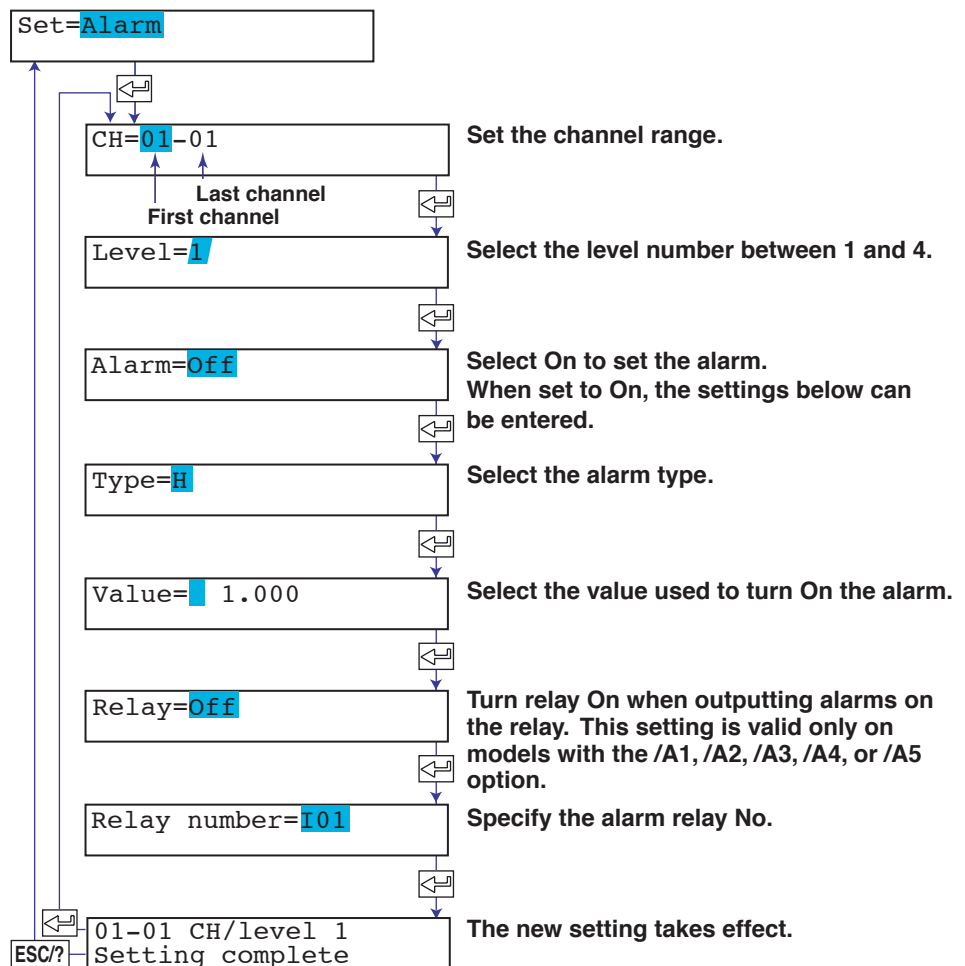 Set=Alarm
CH=01-01
Set the channel range.
Last channel
First channel
Level=1
Select the level number between 1 and 4.
Alarm=Off
Select On to set the alarm.
When set to On, the settings below can
be entered.
Type=H
Select the alarm type.
Value= 1.000
Select the value used to turn On the alarm.
Relay=Off
Turn relay On when outputting alarms on
the relay. This setting is valid only on
models with the /A1, /A2, /A3, /A4, or /A5
option.
Relay number=I01
Specify the alarm relay No.
01-01 CH/level 1
Setting complete
The new setting takes effect.
ESC/?